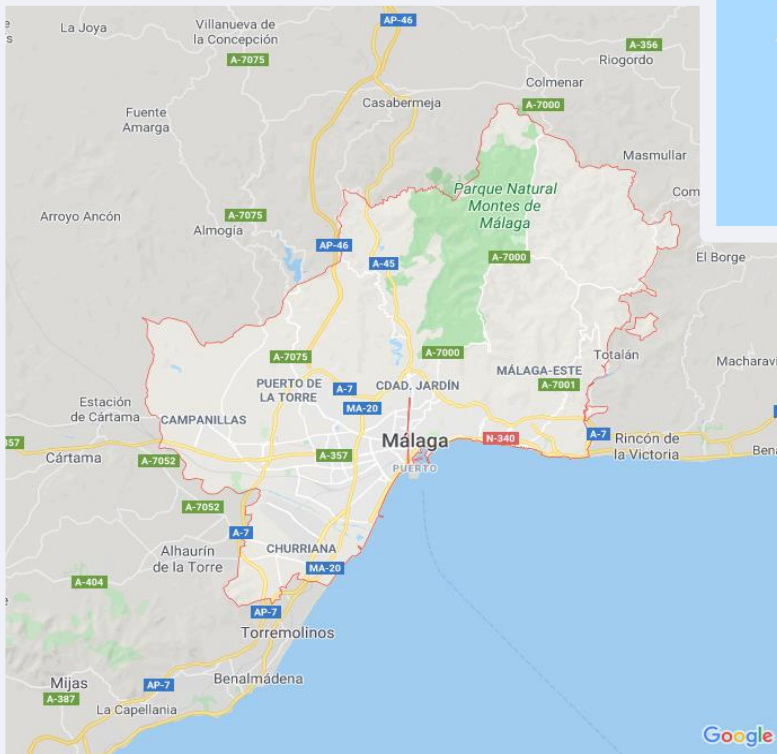 AP-46
La Joya
Villanueva de
la Concepción
A-7075
A-356
Riogordo
Colmenar
Casabermeja
A-7000
Fuente
Amarga
Masmullar
Parque Natural
Montes de
Málaga
Com
Arroyo Ancón
A-7075
Almogía
AP-46
A-45
A-7000
El Borge
A-7000
A-7075
Totalán
MÁLAGA-ESTE
Macharavi
PUERTO DE
LA TORRE
A-7
CDAD. JARDÍN
A-7001
MA-20
Estación
de Cártama
CAMPANILLAS
Málaga
N-340
A-7
Rincón de
la Victoria
A-7
357
Cártama
A-7052
A-357
PUERTO
Bena
A-7052
A-7
CHURRIANA
Alhaurín
de la Torre
MA-20
A-404
AP-7
Torremolinos
Mijas
AP-7
Benalmádena
A-387
La Capellania
Google